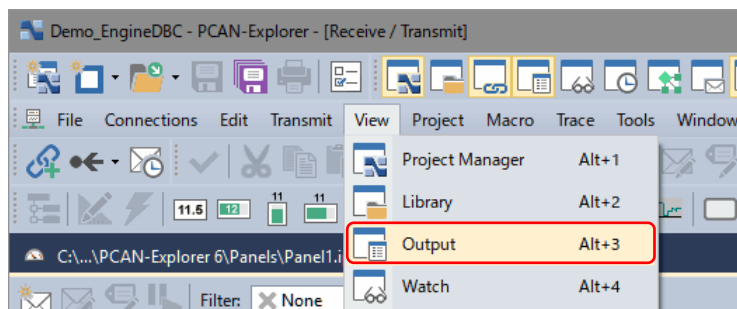 Demo_EngineDBC - PCAN-Explorer - [Receive / Transmit]
File Connections Edit Transmit View Project Macro Trace Tools Window
Project Manager Alt+1
11.5 12 11 11
Library Alt+2
Output Alt+3
C:\...\PCAN-Explorer 6\Panels\Panel1.i
Watch Alt+4
Filter: None